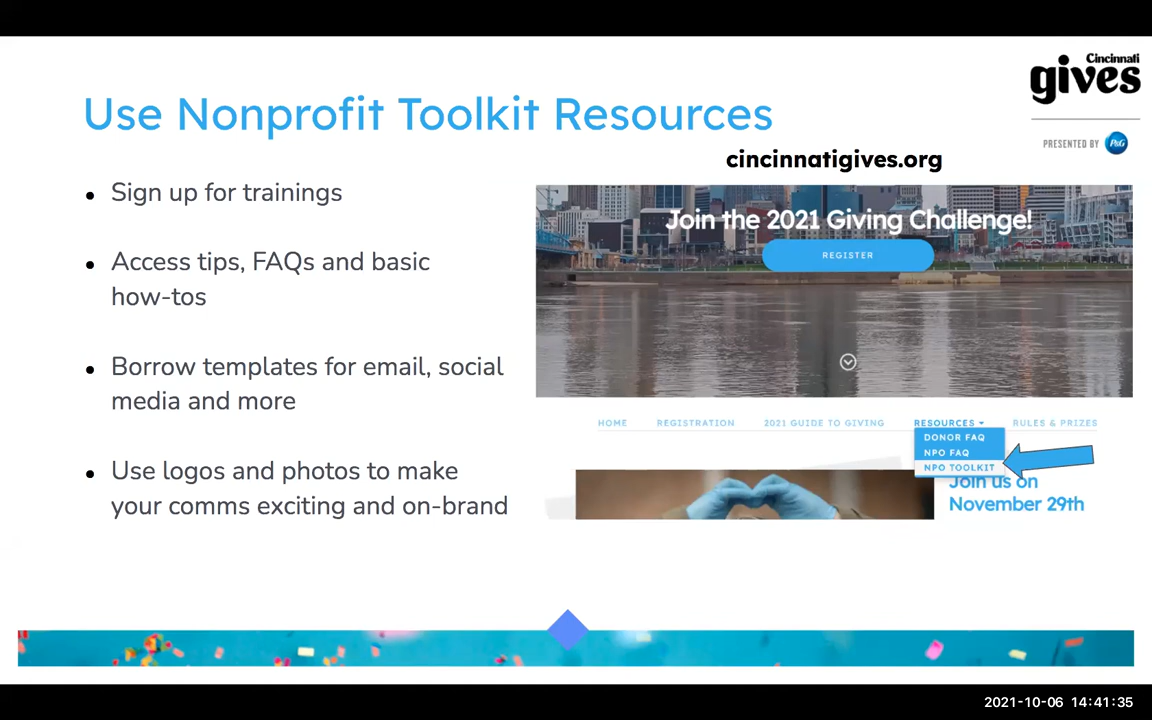 Cincinnati
gives
PRESENTED BY P&G
Use Nonprofit Toolkit Resources
cincinnatigives.org
Sign up for trainings
Access tips, FAQs and basic
how-tos
Borrow templates for email, social
media and more
Use logos and photos to make
your comms exciting and on-brand
Join the 2021 Giving Challenge!
REGISTER
HOME REGISTRATION 2021 GUIDE TO GIVING RESOURCES RULES & PRIZES
DONOR FAQ
NPO FAQ
NPO TOOLKIT
Join us on
November 29th
2021-10-06 14:41:35